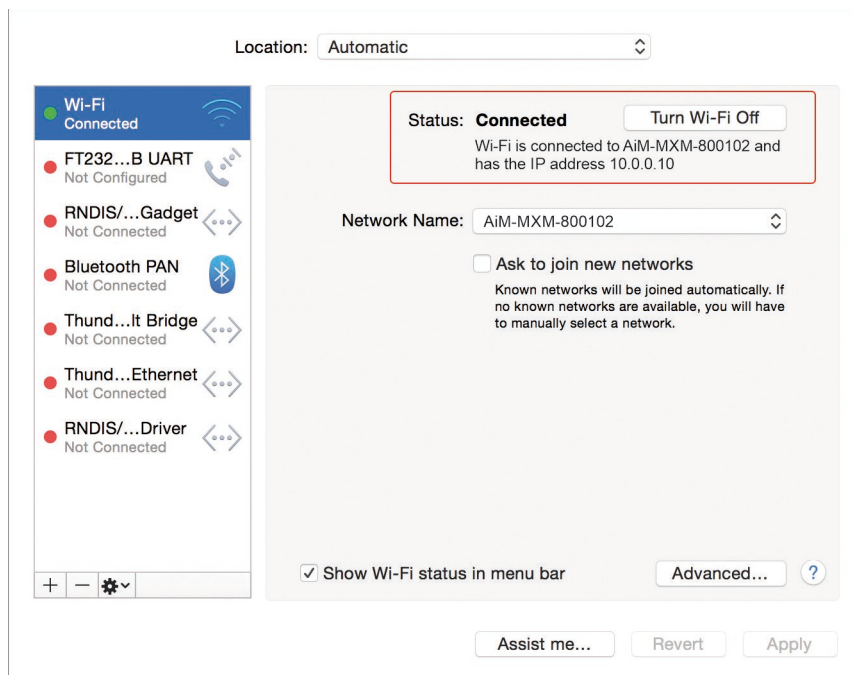 Location: Automatic
Wi-Fi
Connected
FT232...B UART
Not Configured
RNDIS/...Gadget
Not Connected
Bluetooth PAN
Not Connected
Thund...lt Bridge
Not Connected
Thund...Ethernet
Not Connected
RNDIS/...Driver
Not Connected
Status: Connected
Turn Wi-Fi Off
Wi-Fi is connected to AiM-MXM-800102 and
has the IP address 10.0.0.10
Network Name: AiM-MXM-800102
Ask to join new networks
Known networks will be joined automatically. If
no known networks are available, you will have
to manually select a network.
Show Wi-Fi status in menu bar
Advanced...
?
Assist me...
Revert
Apply